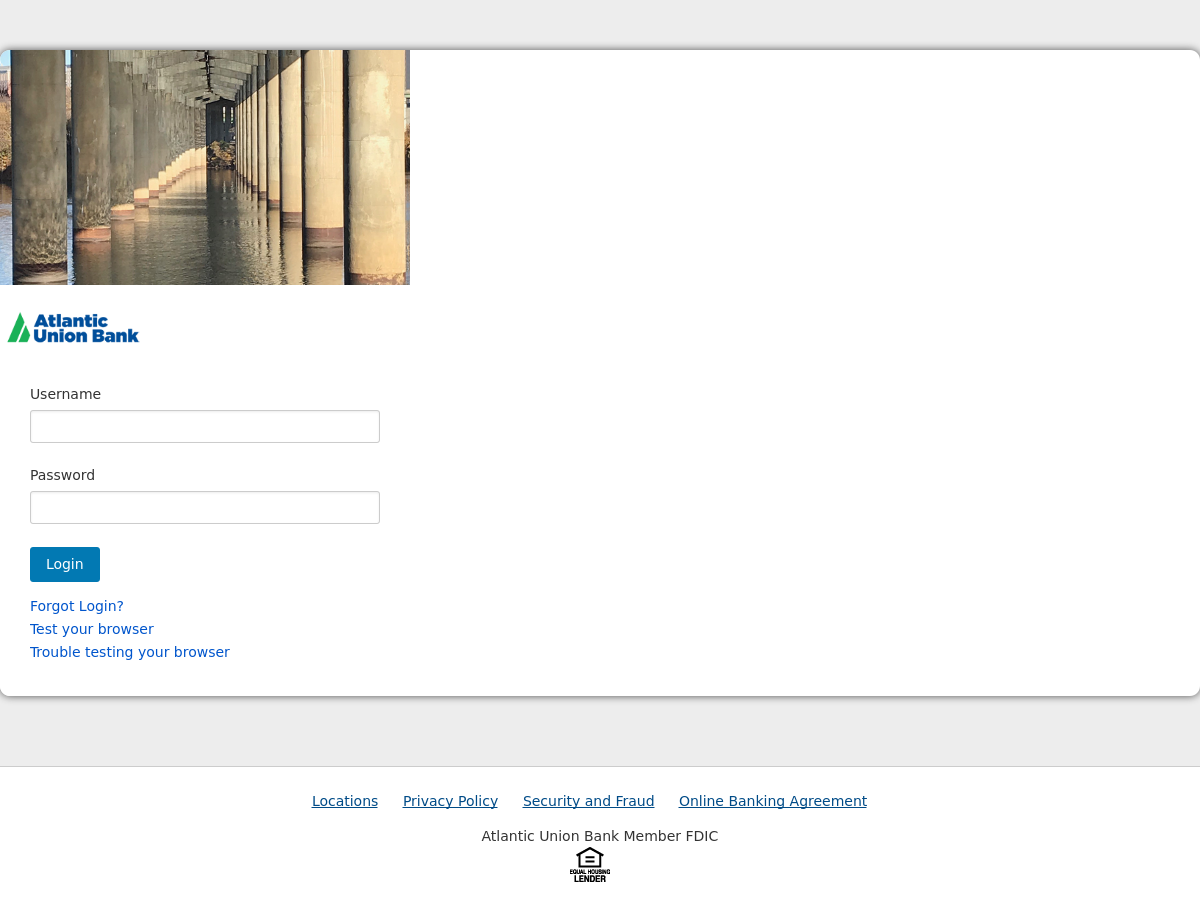 Atlantic
Union Bank
Username
Password
Login
Forgot Login?
Test your browser
Trouble testing your browser
Locations Privacy Policy Security and Fraud Online Banking Agreement
Atlantic Union Bank Member FDIC
EQUAL HOUSING
LENDER